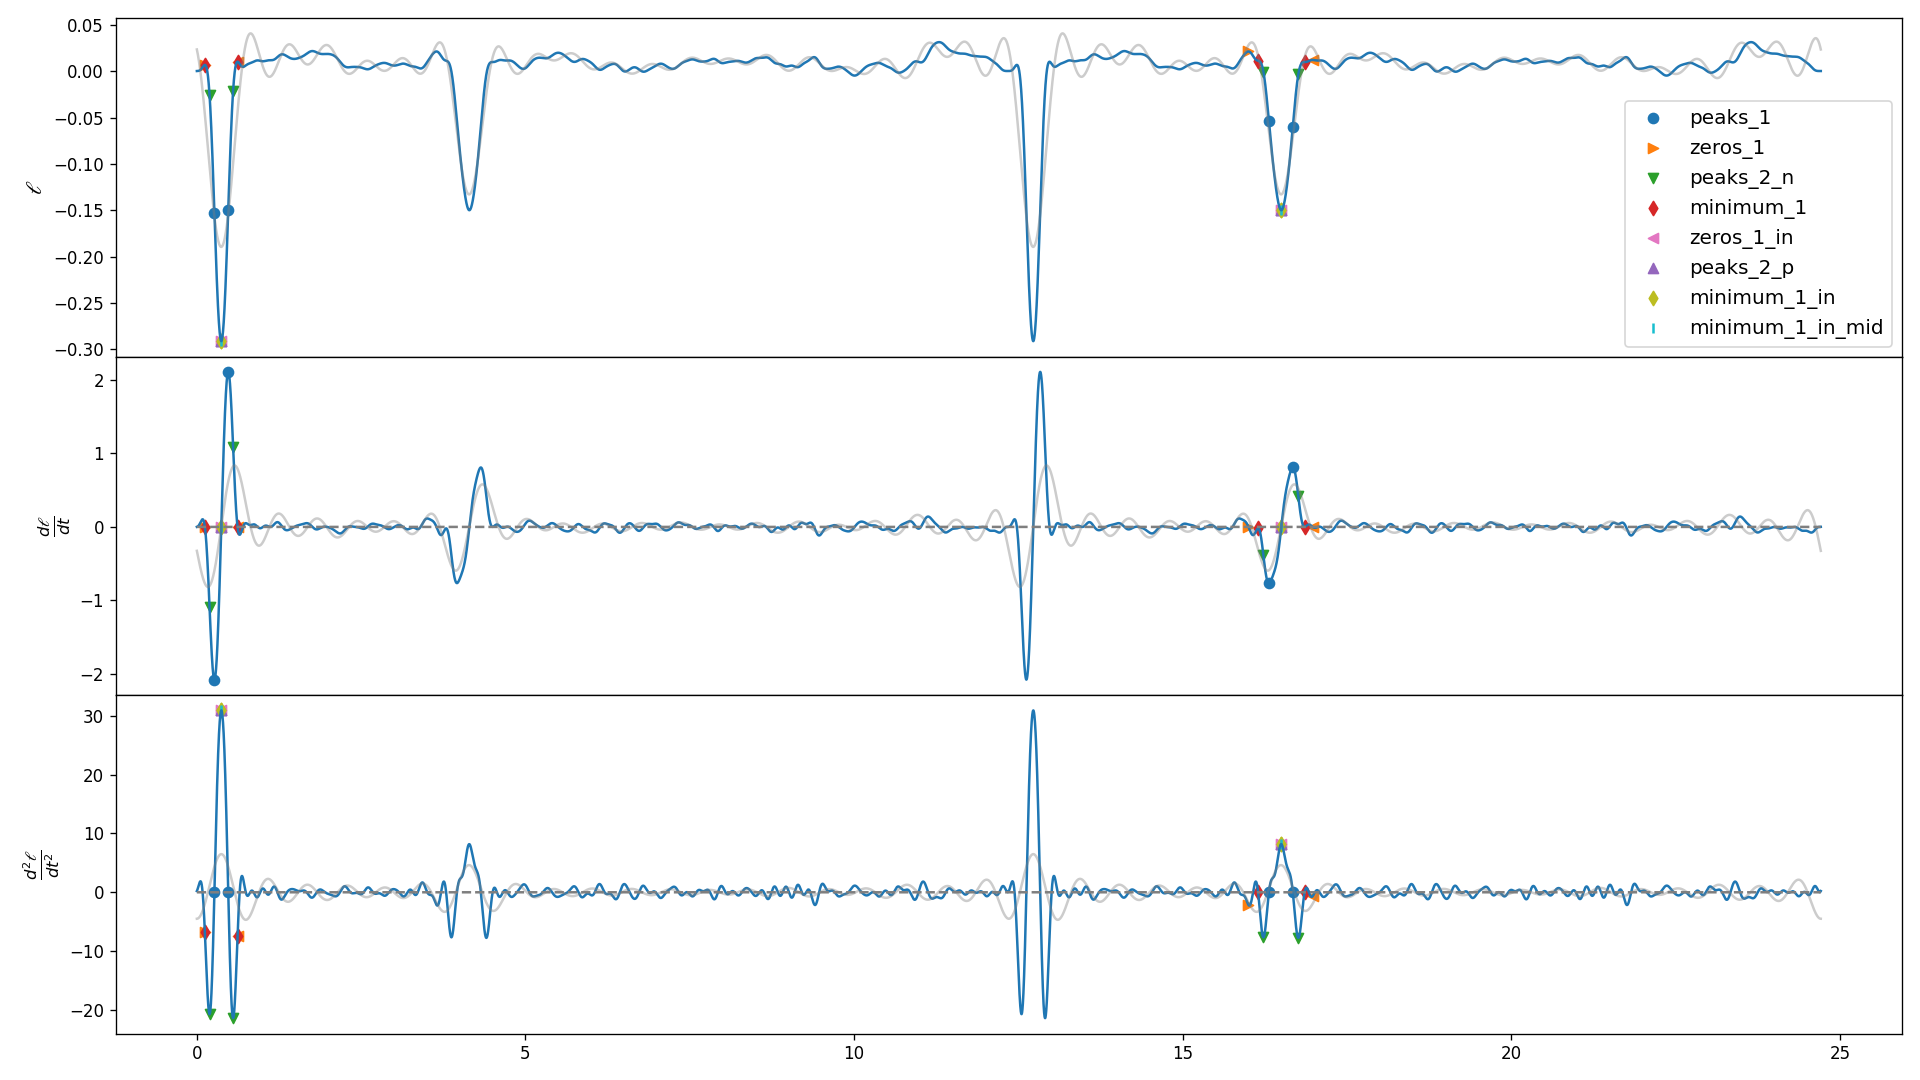 0.05
0.00
−0.05
−0.10
−0.15
−0.20
−0.25
−0.30
ℓ
peaks_1
zeros_1
peaks_2_n
minimum_1
zeros_1_in
peaks_2_p
minimum_1_in
minimum_1_in_mid
2
1
0
−1
−2
dℓ
dt
30
20
10
0
−10
−20
d²ℓ
dt²
0 5 10 15 20 25